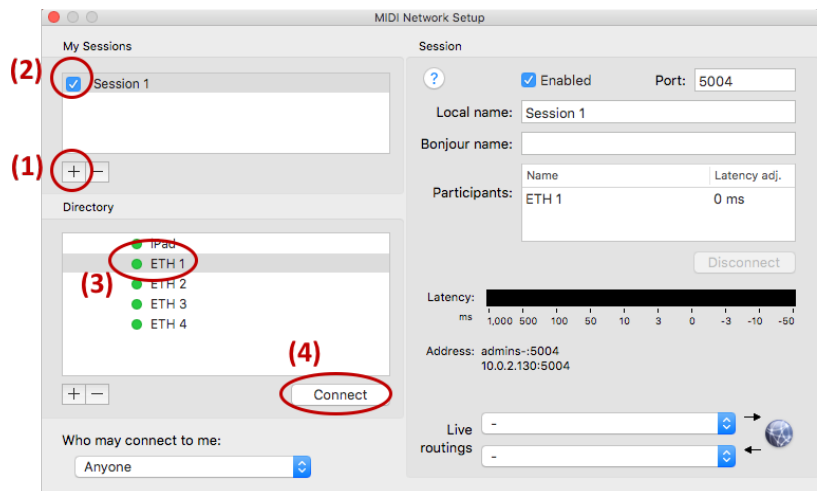 MIDI Network Setup
My Sessions
(2)
Session 1
(1)
+ −
Directory
iPad
ETH 1
(3)
ETH 2
ETH 3
ETH 4
(4)
+ −
Connect
Who may connect to me:
Anyone
Session
?
Enabled
Port: 5004
Local name: Session 1
Bonjour name:
Participants:
Name Latency adj.
ETH 1 0 ms
Disconnect
Latency:
ms 1,000 500 100 50 10 3 0 -3 -10 -50
Address: admins-:5004
10.0.2.130:5004
Live
routings
-
-